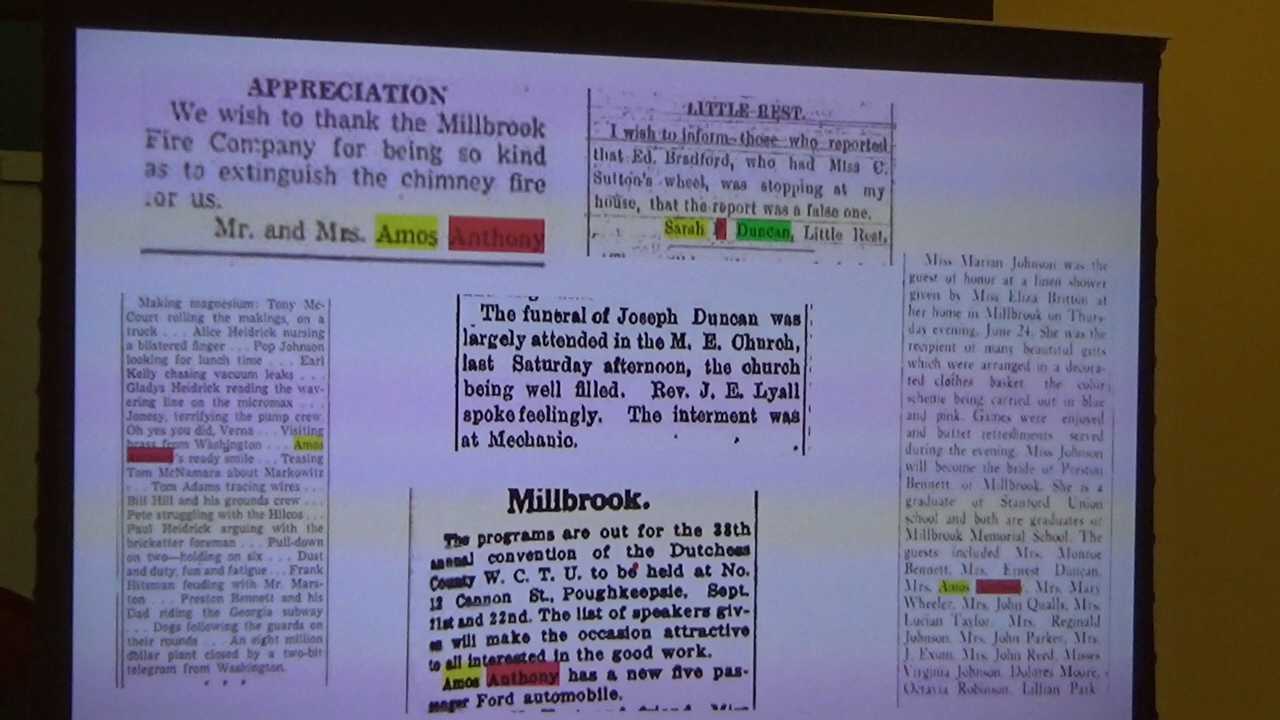 APPRECIATION
We wish to thank the Millbrook
Fire Company for being so kind
as to extinguish the chimney fire
for us.
Mr. and Mrs. Amos Anthony
LITTLE REST.
I wish to inform those who reported
that Ed. Bradford, who had Miss C.
Sutton's wheel, was stopping at my
house, that the report was a false one.
Sarah Duncan, Little Rest.
Making magnesium: Tony Mc-
Court rolling the makings, on a
truck . . . Alice Heidrick nursing
a blistered finger . . . Pop Johnson
looking for lunch time . . . Earl
Kelly chasing vacuum leaks . . .
Gladys Heidrick reading the wav-
ering line on the micromax . . .
Jonesy, terrifying the pump crew.
Oh yes you did, Verna . . . Visiting
brass from Washington . . . Amos
Anthony's ready smile . . . Teasing
Tom McNamara about Markowitz
. . . Tom Adams tracing wires . . .
Bill Hill and his grounds crew . . .
Pete struggling with the Hilcos . . .
Paul Heidrick arguing with the
bricketter foreman . . . Pull-down
on two—holding on six . . . Dust
and duty, fun and fatigue . . . Frank
Hitsman feuding with Mr. Mars-
ton . . . Preston Bennett and his
Dad riding the Georgia subway
. . . Dogs following the guards on
their rounds . . . An eight million
dollar plant closed by a two-bit
telegram from Washington.
The funeral of Joseph Duncan was
largely attended in the M. E. Church,
last Saturday afternoon, the church
being well filled. Rev. J. E. Lyall
spoke feelingly. The interment was
at Mechanic.
Millbrook.
The programs are out for the 38th
annual convention of the Dutchess
County W. C. T. U. to be held at No.
12 Cannon St., Poughkeepsie, Sept.
21st and 22nd. The list of speakers giv-
en will make the occasion attractive
to all interested in the good work.
Amos Anthony has a new five pas-
senger Ford automobile.
Miss Marian Johnson was the
guest of honor at a linen shower
given by Miss Eliza Britton at
her home in Millbrook on Thurs-
day evening, June 24. She was the
recipient of many beautiful gifts
which were arranged in a decora-
ted clothes basket, the color
scheme being carried out in blue
and pink. Games were enjoyed
and buffet refreshments served
during the evening. Miss Johnson
will become the bride of Preston
Bennett, of Millbrook. She is a
graduate of Stanford Union
school and both are graduates of
Millbrook Memorial School. The
guests included Mrs. Monroe
Bennett, Mrs. Ernest Duncan,
Mrs. Amos Anthony, Mrs. Mary
Wheeler, Mrs. John Qualls, Mrs.
Lucian Taylor, Mrs. Reginald
Johnson, Mrs. John Parker, Mrs.
J. Exum, Mrs. John Reed, Misses
Virginia Johnson, Dolores Moore,
Octavia Robinson, Lillian Park